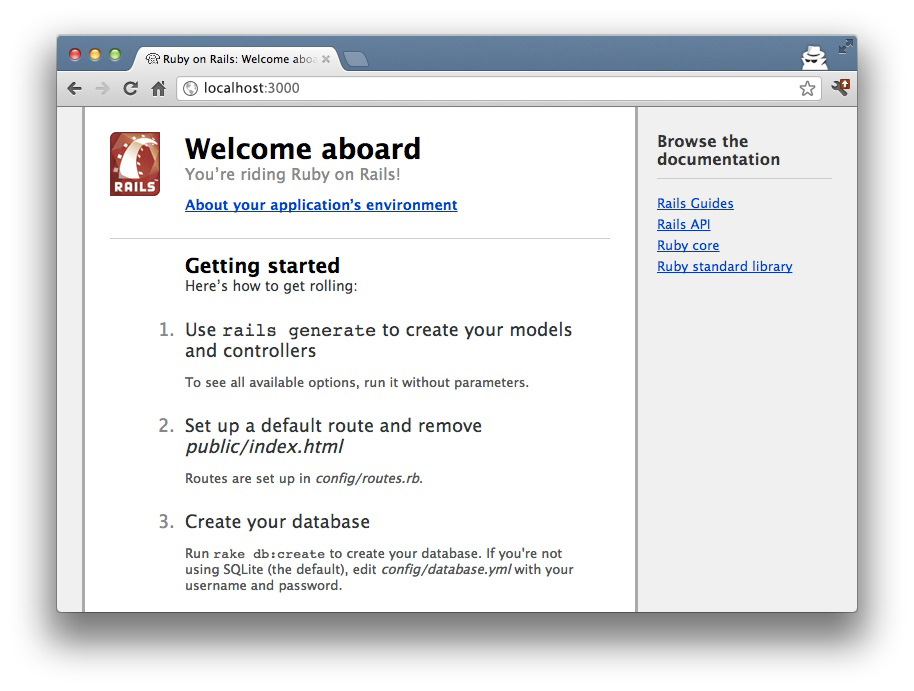 Ruby on Rails: Welcome aboa
localhost:3000
RAILS
Welcome aboard
You’re riding Ruby on Rails!
About your application’s environment
Getting started
Here’s how to get rolling:
1. Use rails generate to create your models
and controllers
To see all available options, run it without parameters.
2. Set up a default route and remove
public/index.html
Routes are set up in config/routes.rb.
3. Create your database
Run rake db:create to create your database. If you're not
using SQLite (the default), edit config/database.yml with your
username and password.
Browse the
documentation
Rails Guides
Rails API
Ruby core
Ruby standard library